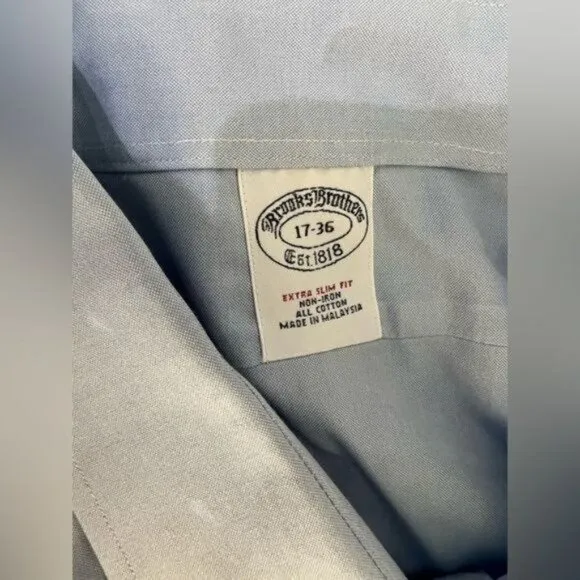 Brooks Brothers
17-36
Est. 1818
EXTRA SLIM FIT
NON-IRON
ALL COTTON
MADE IN MALAYSIA